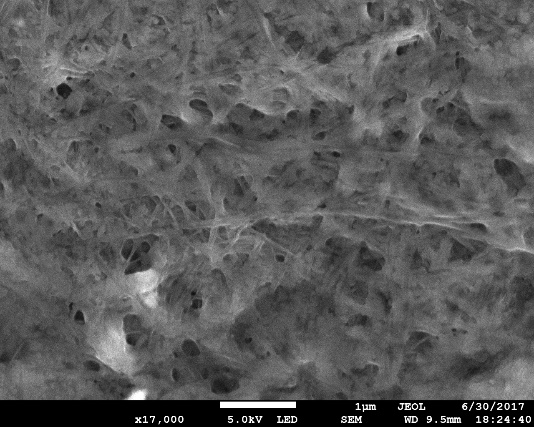 1µm JEOL 6/30/2017
x17,000 5.0kV LED SEM WD 9.5mm 18:24:40